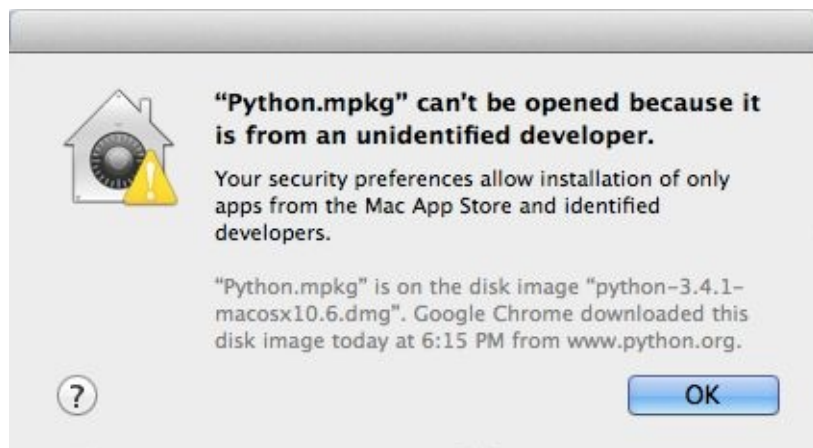 “Python.mpkg” can't be opened because it
is from an unidentified developer.
Your security preferences allow installation of only
apps from the Mac App Store and identified
developers.
“Python.mpkg” is on the disk image “python-3.4.1-
macosx10.6.dmg”. Google Chrome downloaded this
disk image today at 6:15 PM from www.python.org.
?
OK